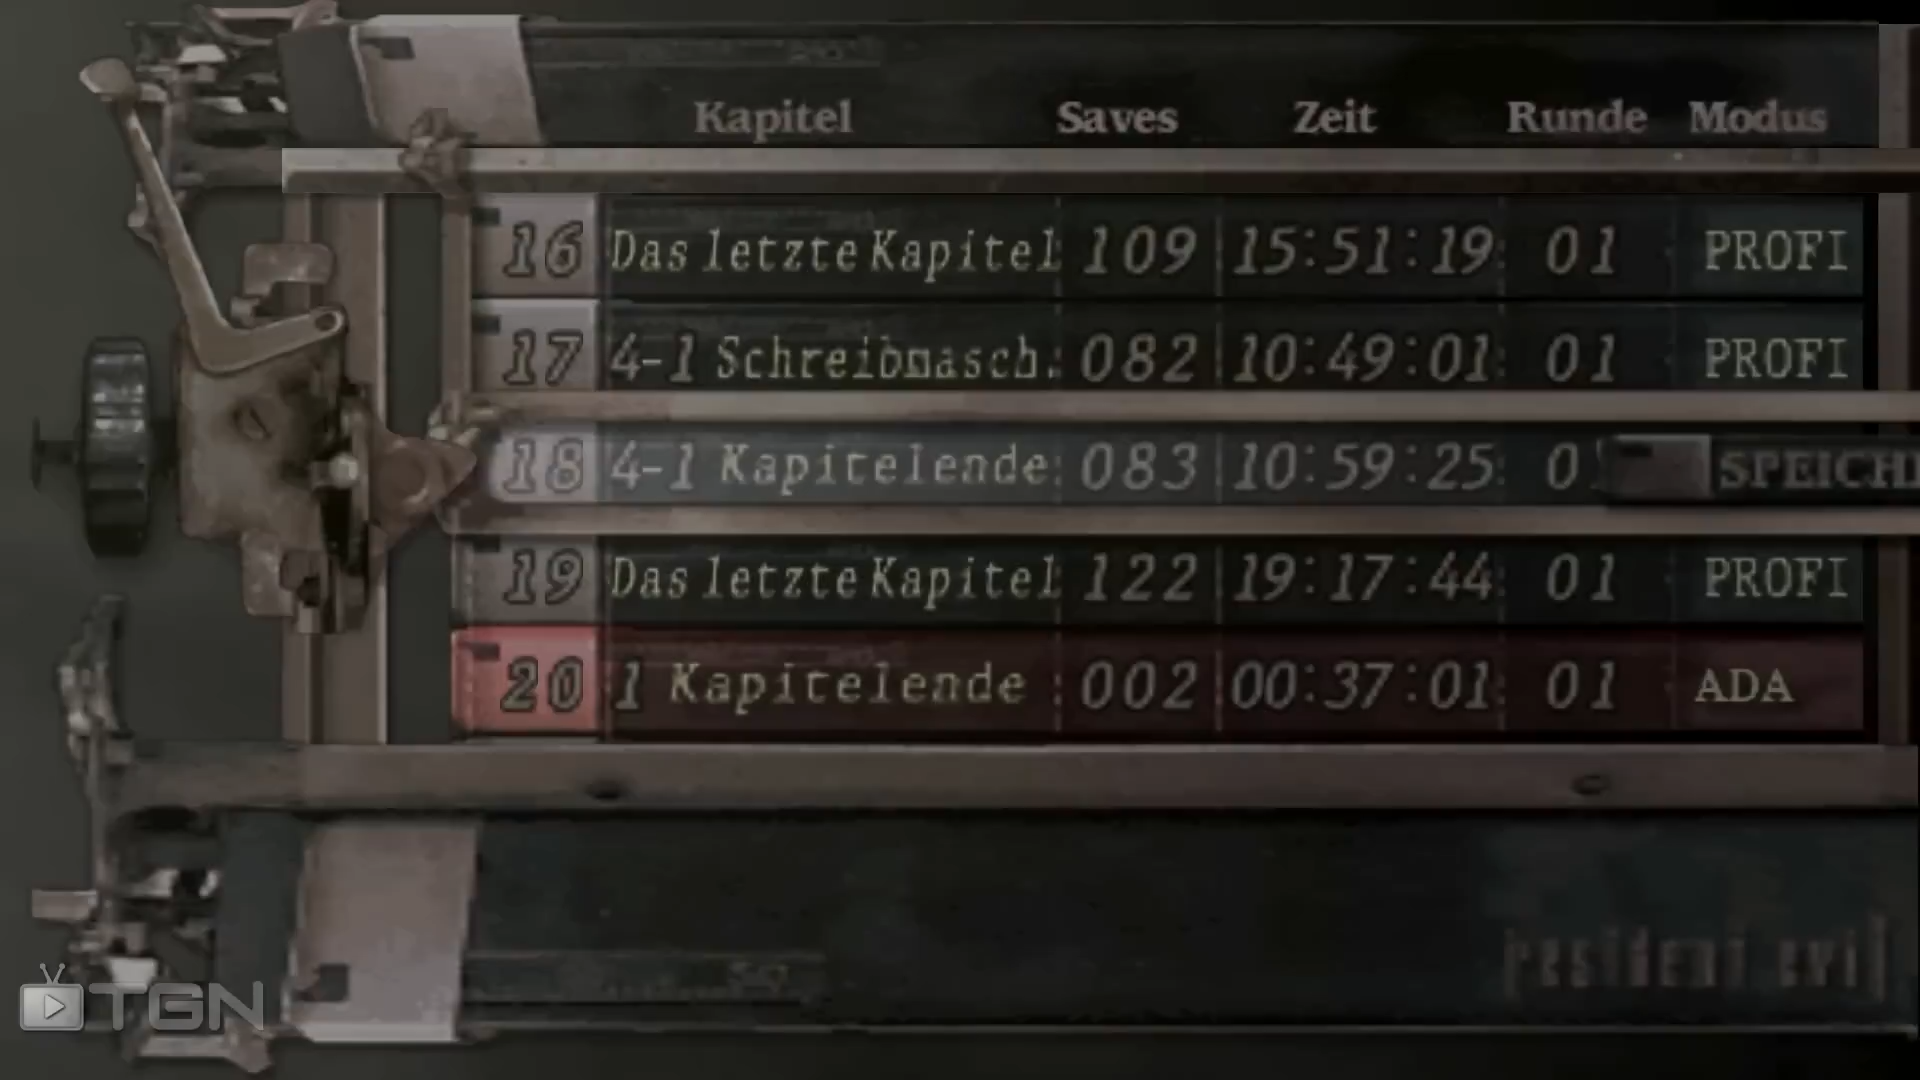 Kapitel Saves Zeit Runde Modus
16 Das letzte Kapitel 109 15:51:19 01 PROFI
17 4-1 Schreibmasch. 082 10:49:01 01 PROFI
18 4-1 Kapitelende 083 10:59:25 0 SPEICH
19 Das letzte Kapitel 122 19:17:44 01 PROFI
20 1 Kapitelende 002 00:37:01 01 ADA
resident evil
TGN